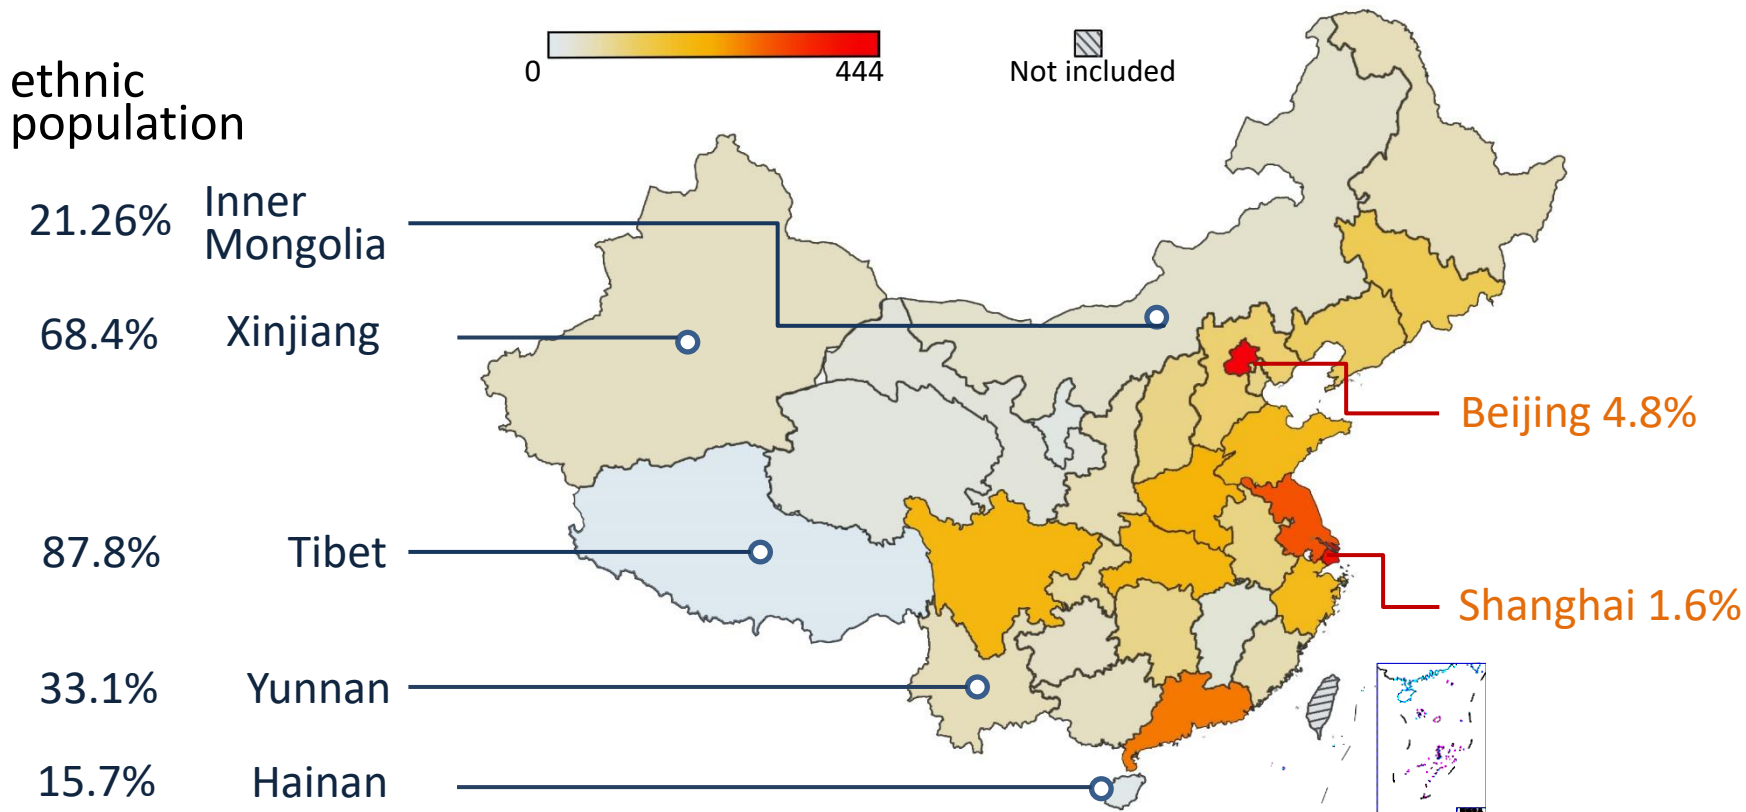 0
444
Not included
ethnic
population
21.26%
Inner
Mongolia
68.4%
Xinjiang
Beijing 4.8%
87.8%
Tibet
Shanghai 1.6%
33.1%
Yunnan
15.7%
Hainan